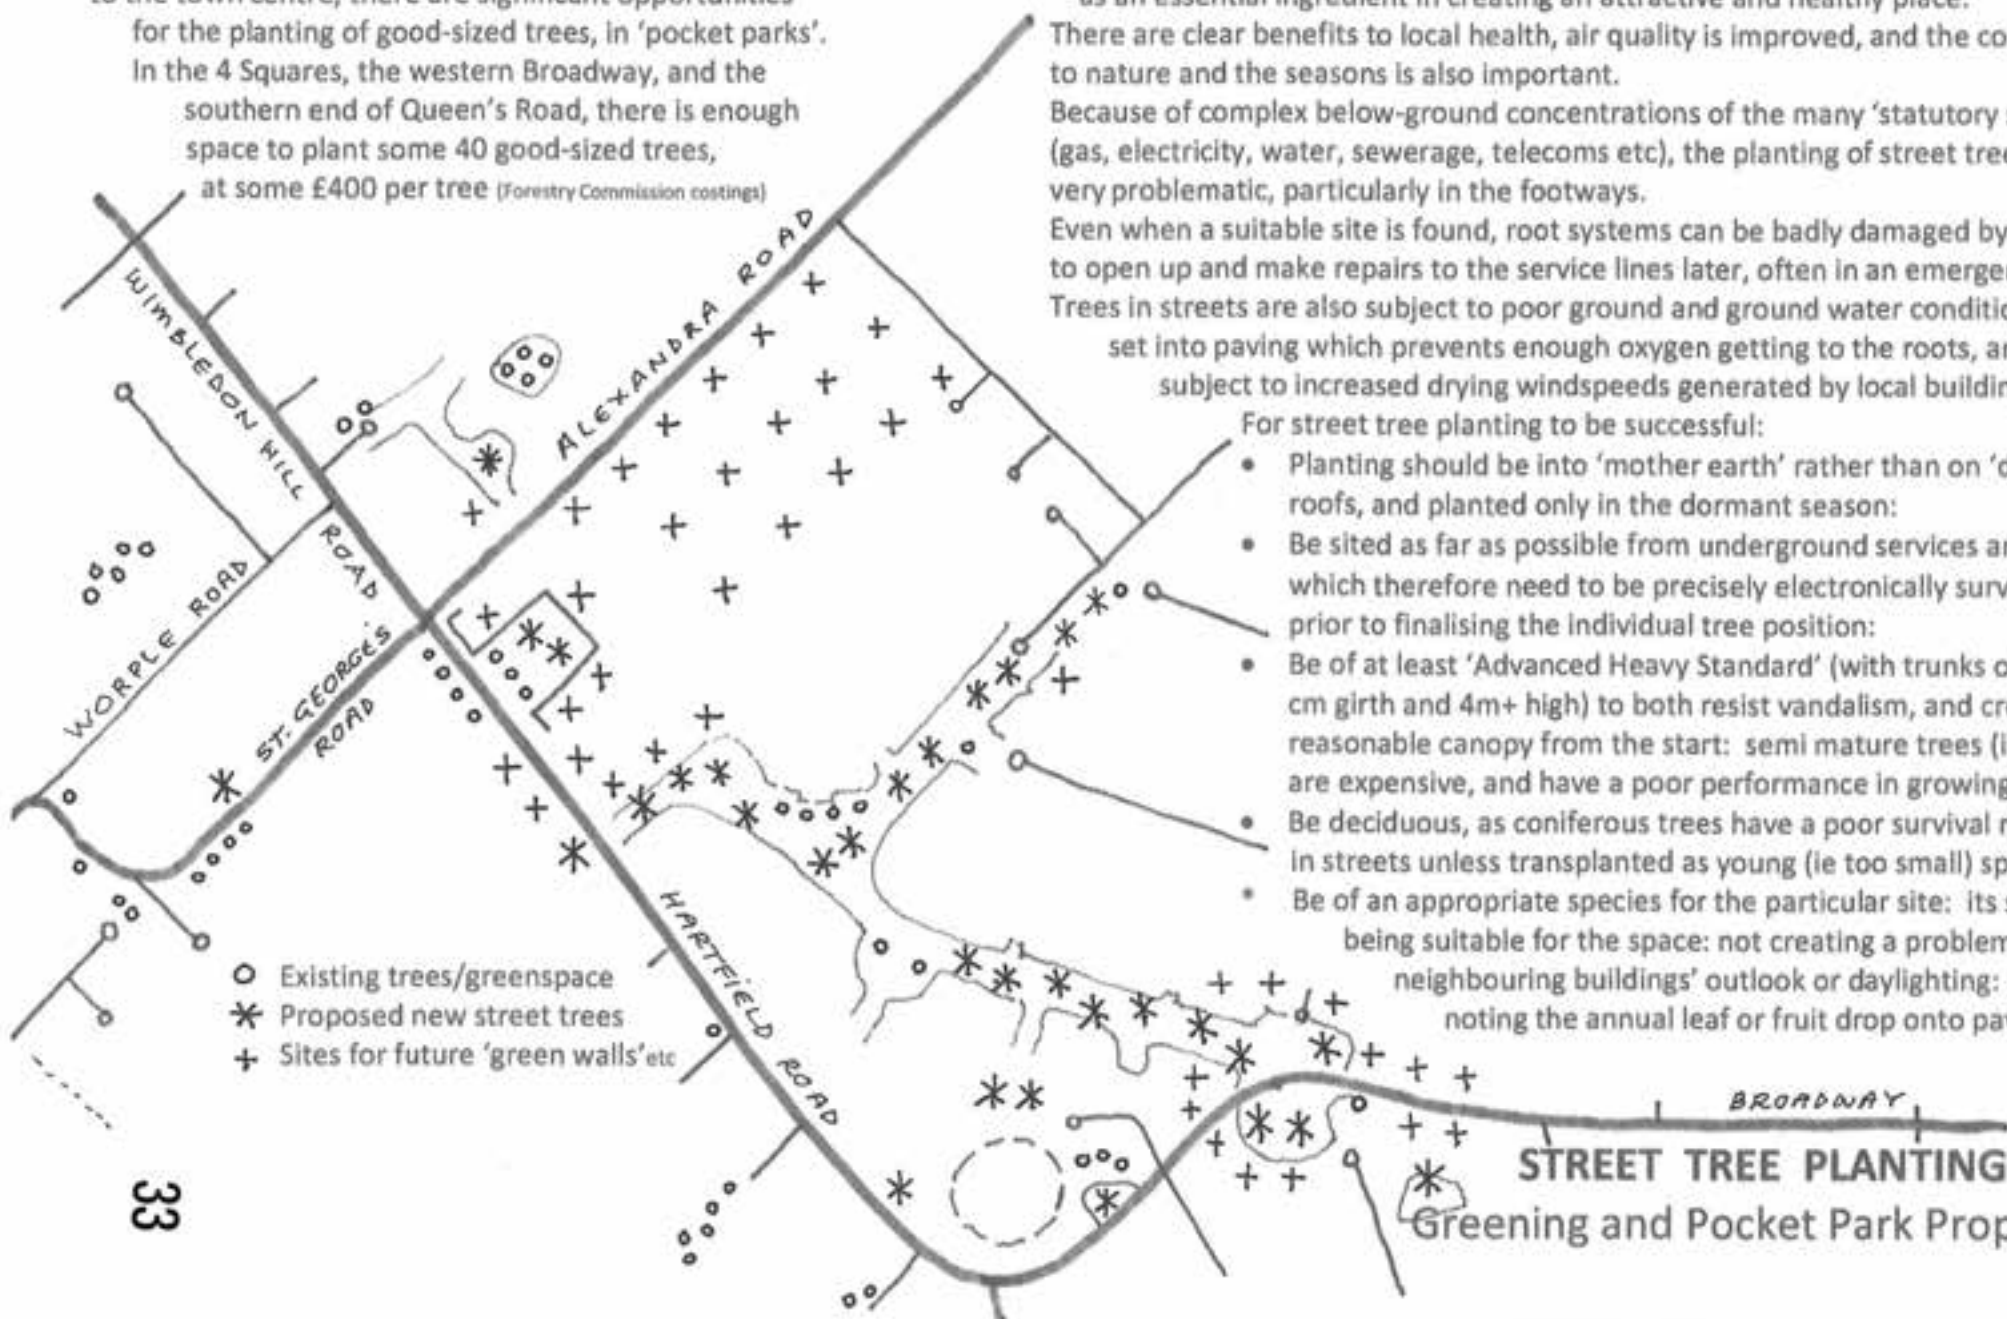 for the planting of good-sized trees, in 'pocket parks'.
In the 4 Squares, the western Broadway, and the
southern end of Queen's Road, there is enough
space to plant some 40 good-sized trees,
at some £400 per tree (Forestry Commission costings)
as an essential ingredient in creating an attractive and healthy place.
There are clear benefits to local health, air quality is improved, and the co
to nature and the seasons is also important.
Because of complex below-ground concentrations of the many 'statutory
(gas, electricity, water, sewerage, telecoms etc), the planting of street tree
very problematic, particularly in the footways.
Even when a suitable site is found, root systems can be badly damaged by
to open up and make repairs to the service lines later, often in an emerge
Trees in streets are also subject to poor ground and ground water conditio
set into paving which prevents enough oxygen getting to the roots, a
subject to increased drying windspeeds generated by local buildin
For street tree planting to be successful:
• Planting should be into 'mother earth' rather than on
roofs, and planted only in the dormant season:
• Be sited as far as possible from underground services a
which therefore need to be precisely electronically surv
prior to finalising the individual tree position:
• Be of at least 'Advanced Heavy Standard' (with trunks o
cm girth and 4m+ high) to both resist vandalism, and cr
reasonable canopy from the start: semi mature trees (i
are expensive, and have a poor performance in growing
• Be deciduous, as coniferous trees have a poor survival
in streets unless transplanted as young (ie too small) sp
• Be of an appropriate species for the particular site: its
being suitable for the space: not creating a problem
neighbouring buildings' outlook or daylighting:
noting the annual leaf or fruit drop onto pa
WIMBLEDON HILL ROAD
ALEXANDRA ROAD
WORPLE ROAD
ST. GEORGE'S ROAD
HARTFIELD ROAD
BROADWAY
O Existing trees/greenspace
* Proposed new street trees
+ Sites for future 'green walls' etc
STREET TREE PLANTING
Greening and Pocket Park Prop
33